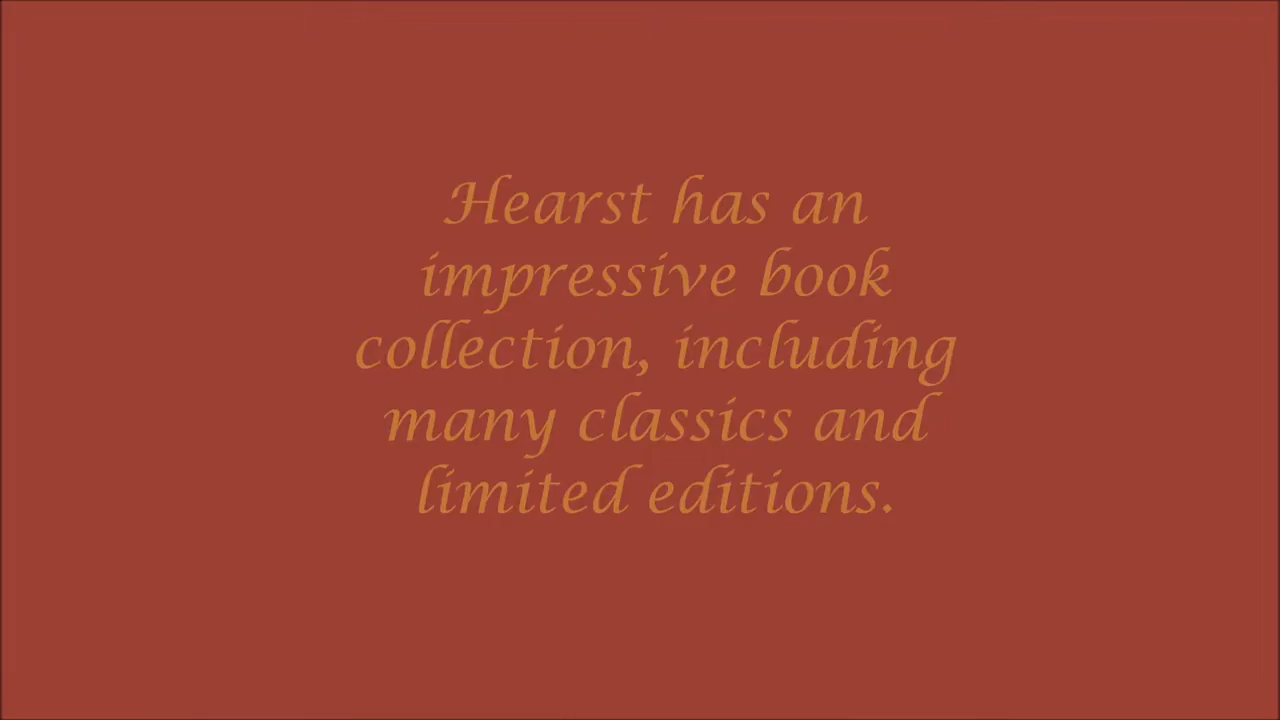 Hearst has an
impressive book
collection, including
many classics and
limited editions.